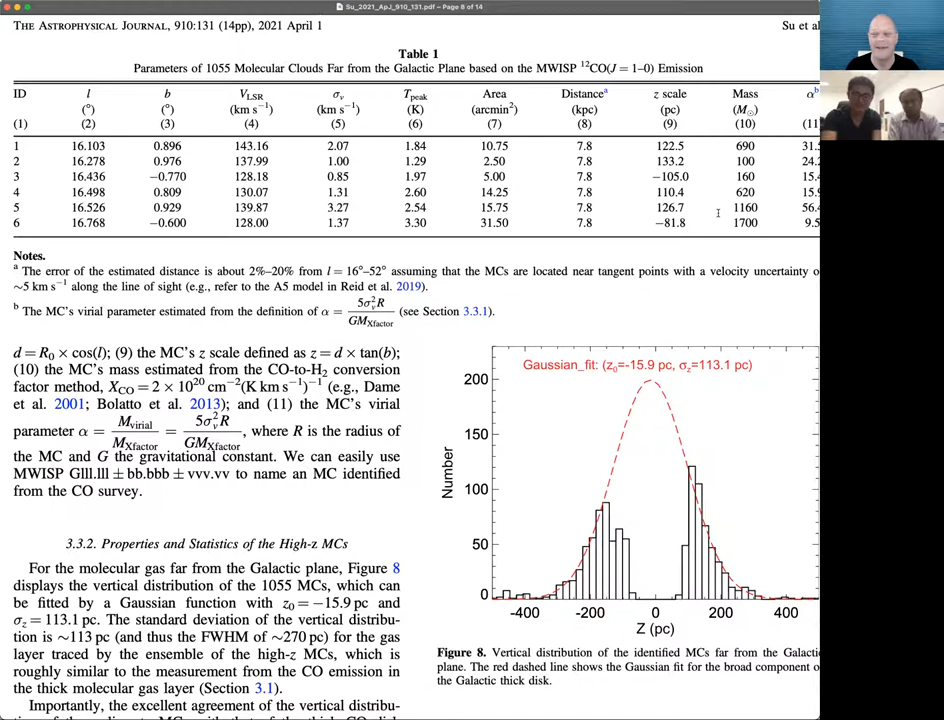 Su_2021_ApJ_910_131.pdf – Page 8 of 14
THE ASTROPHYSICAL JOURNAL, 910:131 (14pp), 2021 April 1
Su et al
Table 1
Parameters of 1055 Molecular Clouds Far from the Galactic Plane based on the MWISP ¹²CO(J = 1–0) Emission
ID l b V_LSR σ_v T_peak Area Distanceᵃ z scale Mass αᵇ
(°) (°) (km s⁻¹) (km s⁻¹) (K) (arcmin²) (kpc) (pc) (M⊙)
(1) (2) (3) (4) (5) (6) (7) (8) (9) (10) (11
1 16.103 0.896 143.16 2.07 1.84 10.75 7.8 122.5 690 31.
2 16.278 0.976 137.99 1.00 1.29 2.50 7.8 133.2 100 24.
3 16.436 −0.770 128.18 0.85 1.97 5.00 7.8 −105.0 160 15.
4 16.498 0.809 130.07 1.31 2.60 14.25 7.8 110.4 620 15.
5 16.526 0.929 139.87 3.27 2.54 15.75 7.8 126.7 1160 56.
6 16.768 −0.600 128.00 1.37 3.30 31.50 7.8 −81.8 1700 9.5
Notes.
ᵃ The error of the estimated distance is about 2%–20% from l = 16°–52° assuming that the MCs are located near tangent points with a velocity uncertainty o
∼5 km s⁻¹ along the line of sight (e.g., refer to the A5 model in Reid et al. 2019).
ᵇ The MC's virial parameter estimated from the definition of α = 5σ_v²R / GM_Xfactor (see Section 3.3.1).
d = R₀ × cos(l); (9) the MC's z scale defined as z = d × tan(b);
(10) the MC's mass estimated from the CO-to-H₂ conversion
factor method, X_CO = 2 × 10²⁰ cm⁻²(K km s⁻¹)⁻¹ (e.g., Dame
et al. 2001; Bolatto et al. 2013); and (11) the MC's virial
parameter α = M_virial / M_Xfactor = 5σ_v²R / GM_Xfactor, where R is the radius of
the MC and G the gravitational constant. We can easily use
MWISP Glll.lll ± bb.bbb ± vvv.vv to name an MC identified
from the CO survey.
3.3.2. Properties and Statistics of the High-z MCs
For the molecular gas far from the Galactic plane, Figure 8
displays the vertical distribution of the 1055 MCs, which can
be fitted by a Gaussian function with z₀ = −15.9 pc and
σ_z = 113.1 pc. The standard deviation of the vertical distribu-
tion is ∼113 pc (and thus the FWHM of ∼270 pc) for the gas
layer traced by the ensemble of the high-z MCs, which is
roughly similar to the measurement from the CO emission in
the thick molecular gas layer (Section 3.1).
Importantly, the excellent agreement of the vertical distribu-
Gaussian_fit: (z₀=-15.9 pc, σ_z=113.1 pc)
200
150
100
50
0
Number
-400 -200 0 200 400
Z (pc)
Figure 8. Vertical distribution of the identified MCs far from the Galactic
plane. The red dashed line shows the Gaussian fit for the broad component o
the Galactic thick disk.